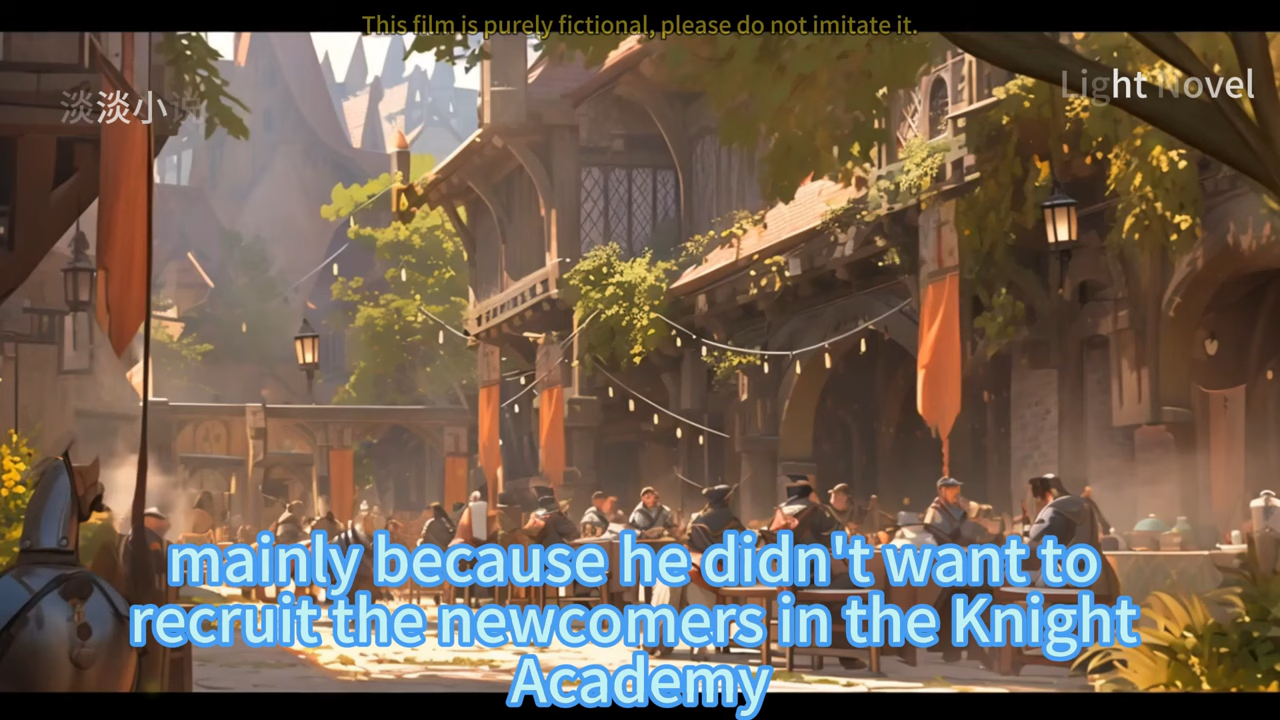 This film is purely fictional, please do not imitate it.
淡淡小说
Light Novel
mainly because he didn't want to
recruit the newcomers in the Knight
Academy